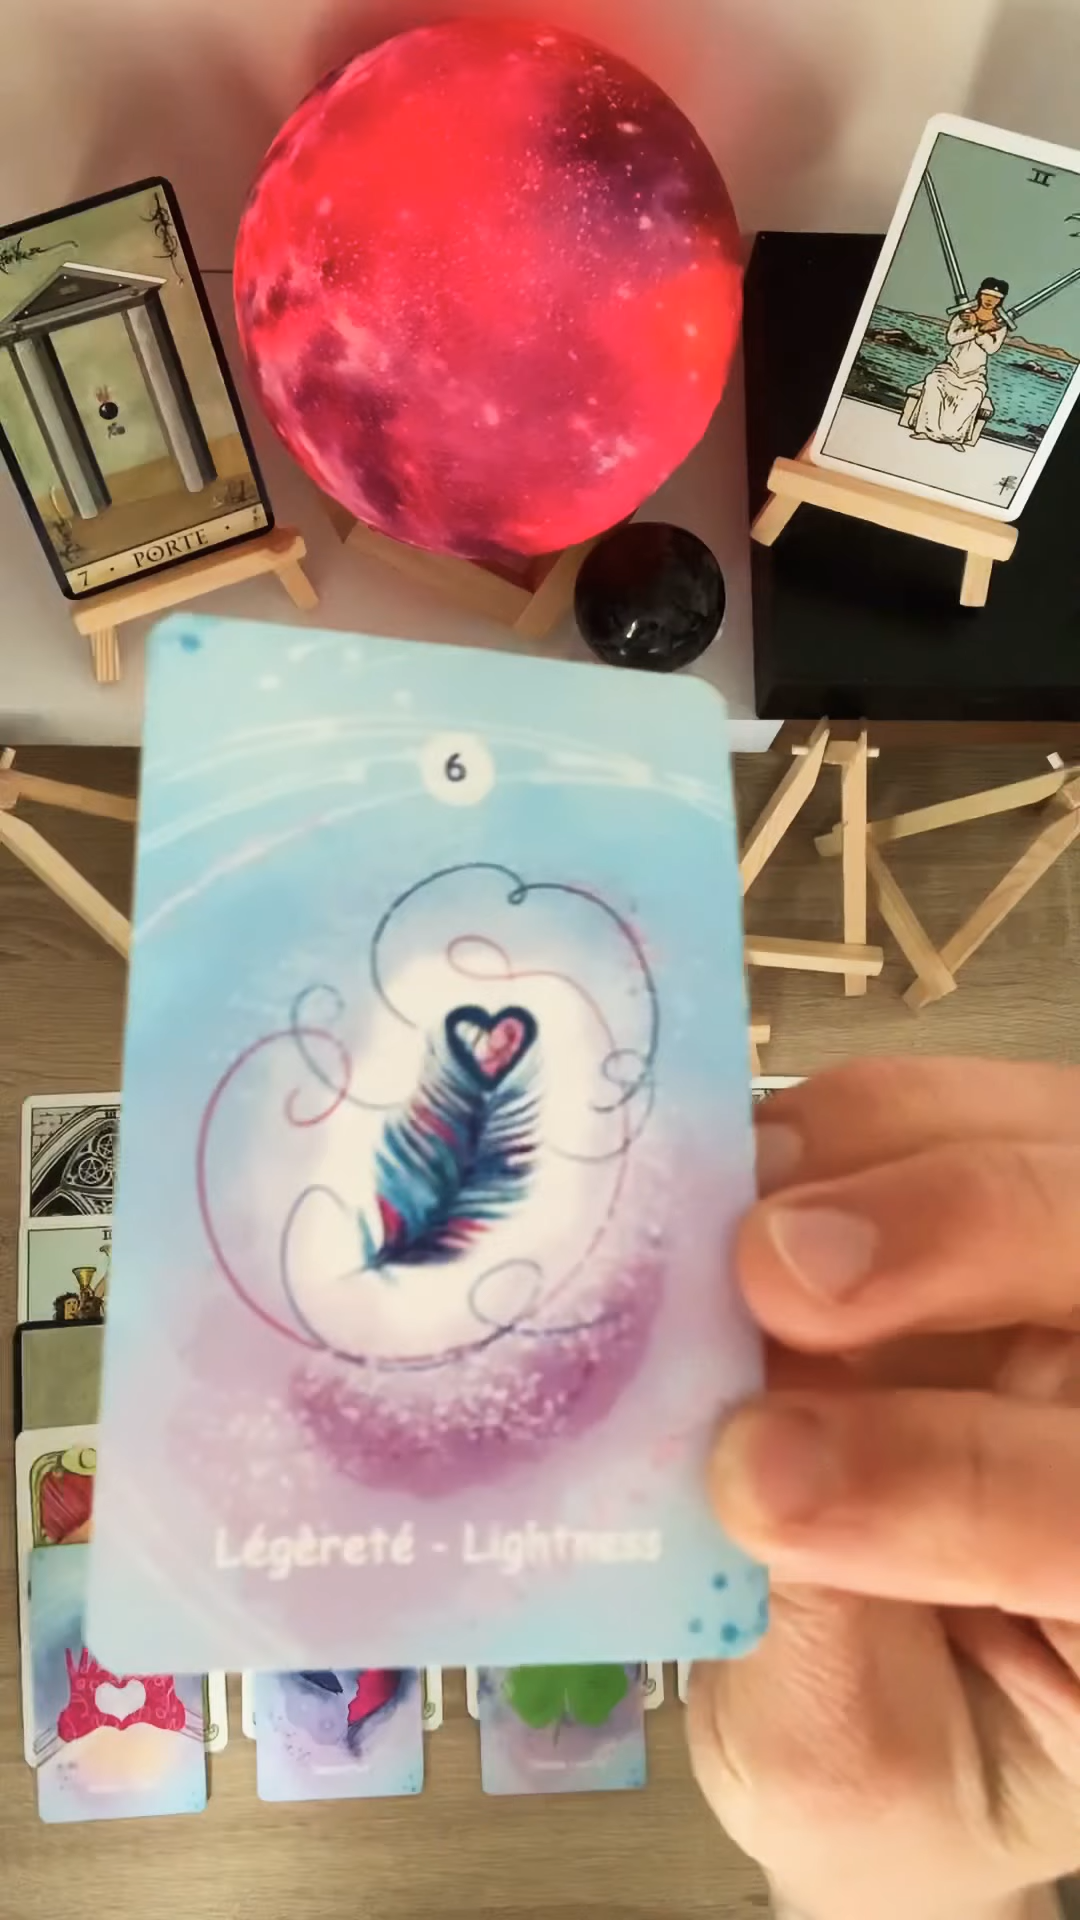 II
7 • PORTE •
6
Légèreté - Lightness